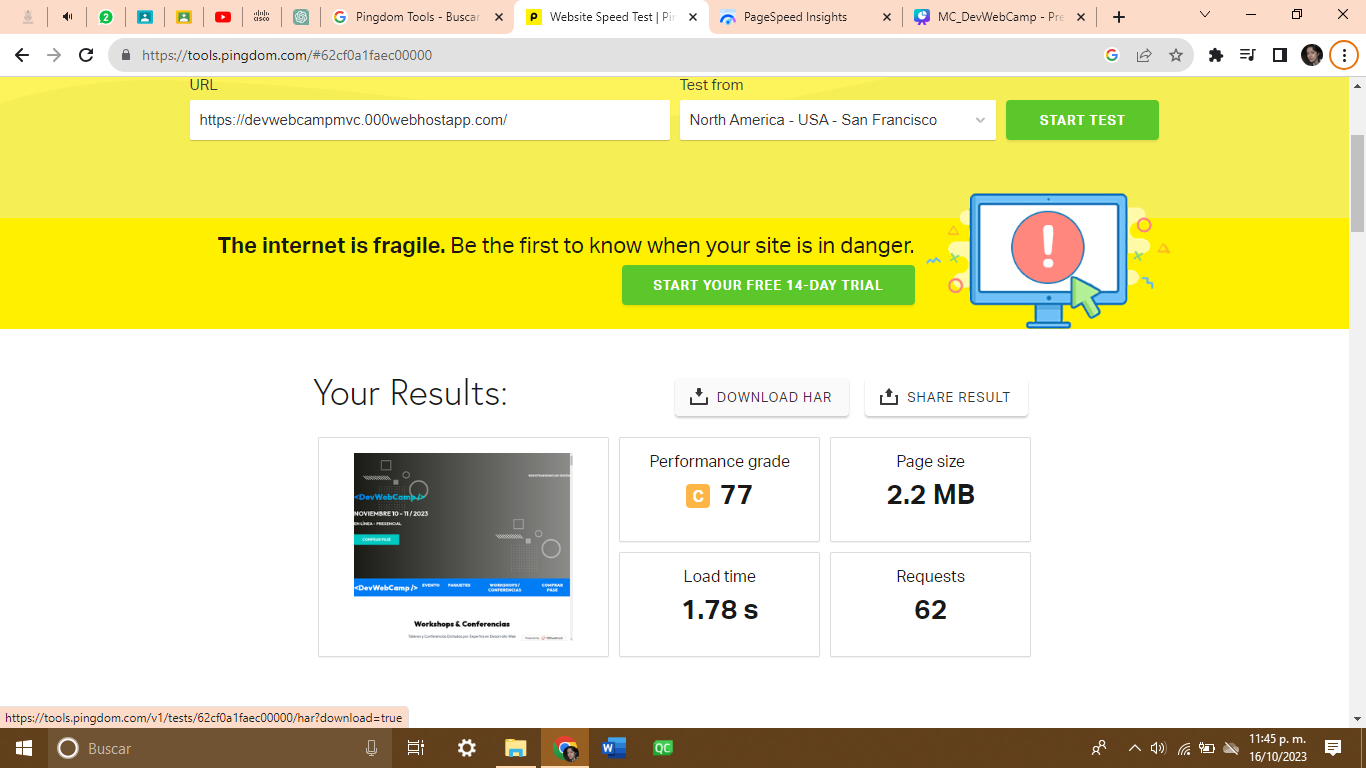 2
cisco
Pingdom Tools - Buscar
Website Speed Test | Pin
PageSpeed Insights
MC_DevWebCamp - Pre
https://tools.pingdom.com/#62cf0a1faec00000
URL
Test from
https://devwebcampmvc.000webhostapp.com/
North America - USA - San Francisco
START TEST
The internet is fragile. Be the first to know when your site is in danger.
START YOUR FREE 14-DAY TRIAL
Your Results:
DOWNLOAD HAR
SHARE RESULT
<DevWebCamp />
NOVIEMBRE 10 - 11 / 2023
EN LÍNEA - PRESENCIAL
COMPRAR PASE
<DevWebCamp />
EVENTO
PAQUETES
WORKSHOPS /
CONFERENCIAS
COMPRAR
PASE
Workshops & Conferencias
Talleres y Conferencias Dictados por Expertos en Desarrollo Web
Performance grade
C 77
Page size
2.2 MB
Load time
1.78 s
Requests
62
https://tools.pingdom.com/v1/tests/62cf0a1faec00000/har?download=true
Buscar
W
QC
11:45 p. m.
16/10/2023